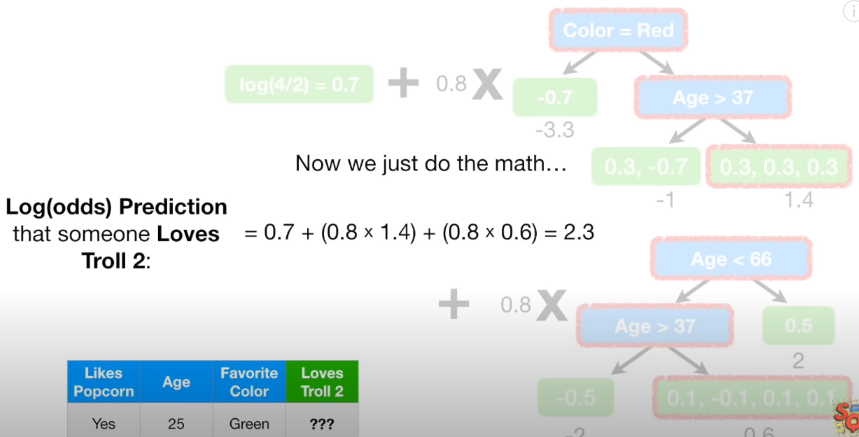 Color = Red
log(4/2) = 0.7 + 0.8 X
-0.7
Age > 37
-3.3
Now we just do the math…
0.3, -0.7
0.3, 0.3, 0.3
-1
1.4
Log(odds) Prediction
that someone Loves
Troll 2:
= 0.7 + (0.8 x 1.4) + (0.8 x 0.6) = 2.3
Age < 66
+ 0.8 X
Age > 37
0.5
2
-0.5
0.1, -0.1, 0.1, 0.1
-2
0.6
Likes Popcorn
Age
Favorite Color
Loves Troll 2
Yes
25
Green
???